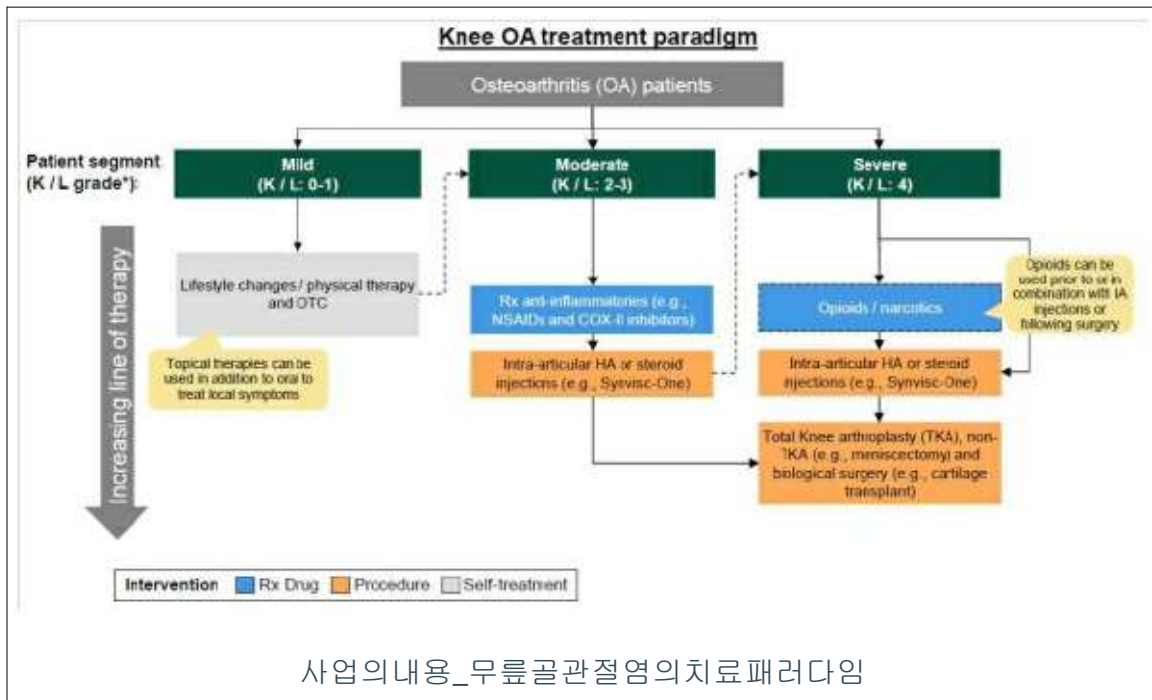 Knee OA treatment paradigm
Osteoarthritis (OA) patients
Patient segment
(K / L grade*):
Mild
(K / L: 0-1)
Moderate
(K / L: 2-3)
Severe
(K / L: 4)
Increasing line of therapy
Lifestyle changes / physical therapy
and OTC
Topical therapies can be
used in addition to oral to
treat local symptoms
Rx anti-inflammatories (e.g.,
NSAIDs and COX-II inhibitors)
Intra-articular HA or steroid
injections (e.g., Synvisc-One)
Opioids / narcotics
Opioids can be
used prior to or in
combination with IA
injections or
following surgery
Intra-articular HA or steroid
injections (e.g., Synvisc-One)
Total Knee arthroplasty (TKA), non-
TKA (e.g., meniscectomy) and
biological surgery (e.g., cartilage
transplant)
Intervention Rx Drug Procedure Self-treatment
사업의내용_무릎골관절염의치료패러다임